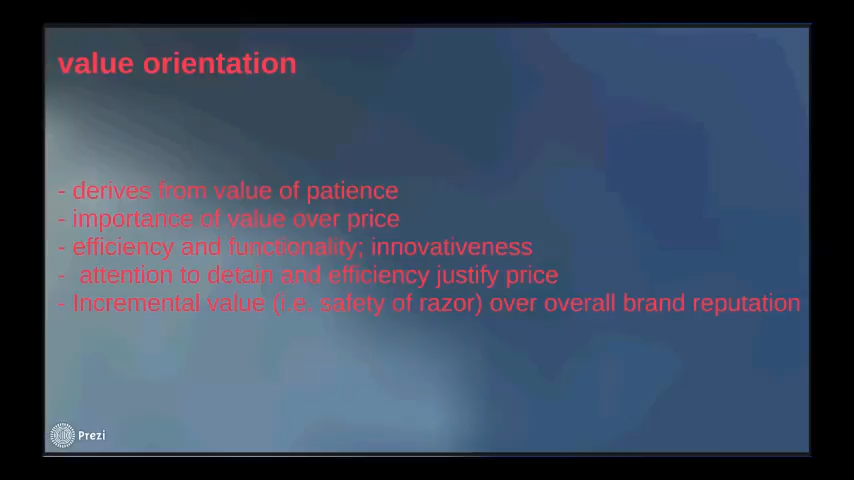 value orientation
- derives from value of patience
- importance of value over price
- efficiency and functionality; innovativeness
- attention to detain and efficiency justify price
- Incremental value (i.e. safety of razor) over overall brand reputation
Prezi